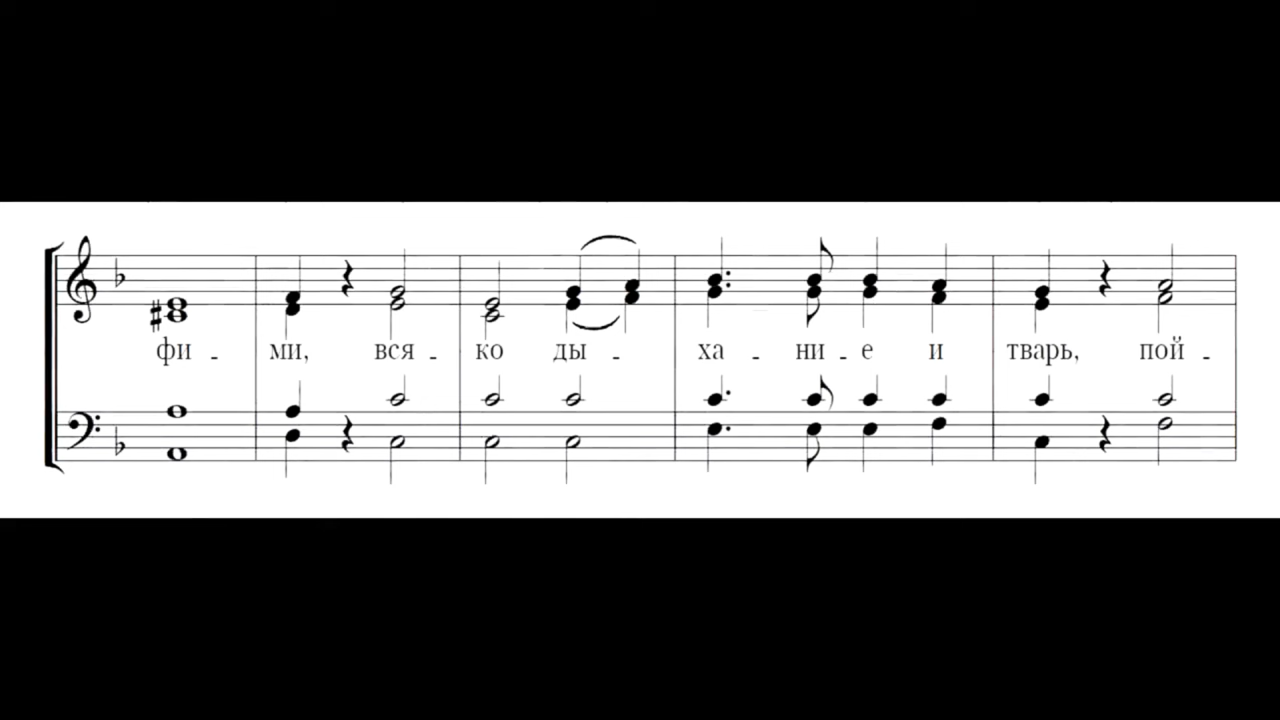 фи - ми, вся - ко ды - ха - ни - е и тварь, пой -